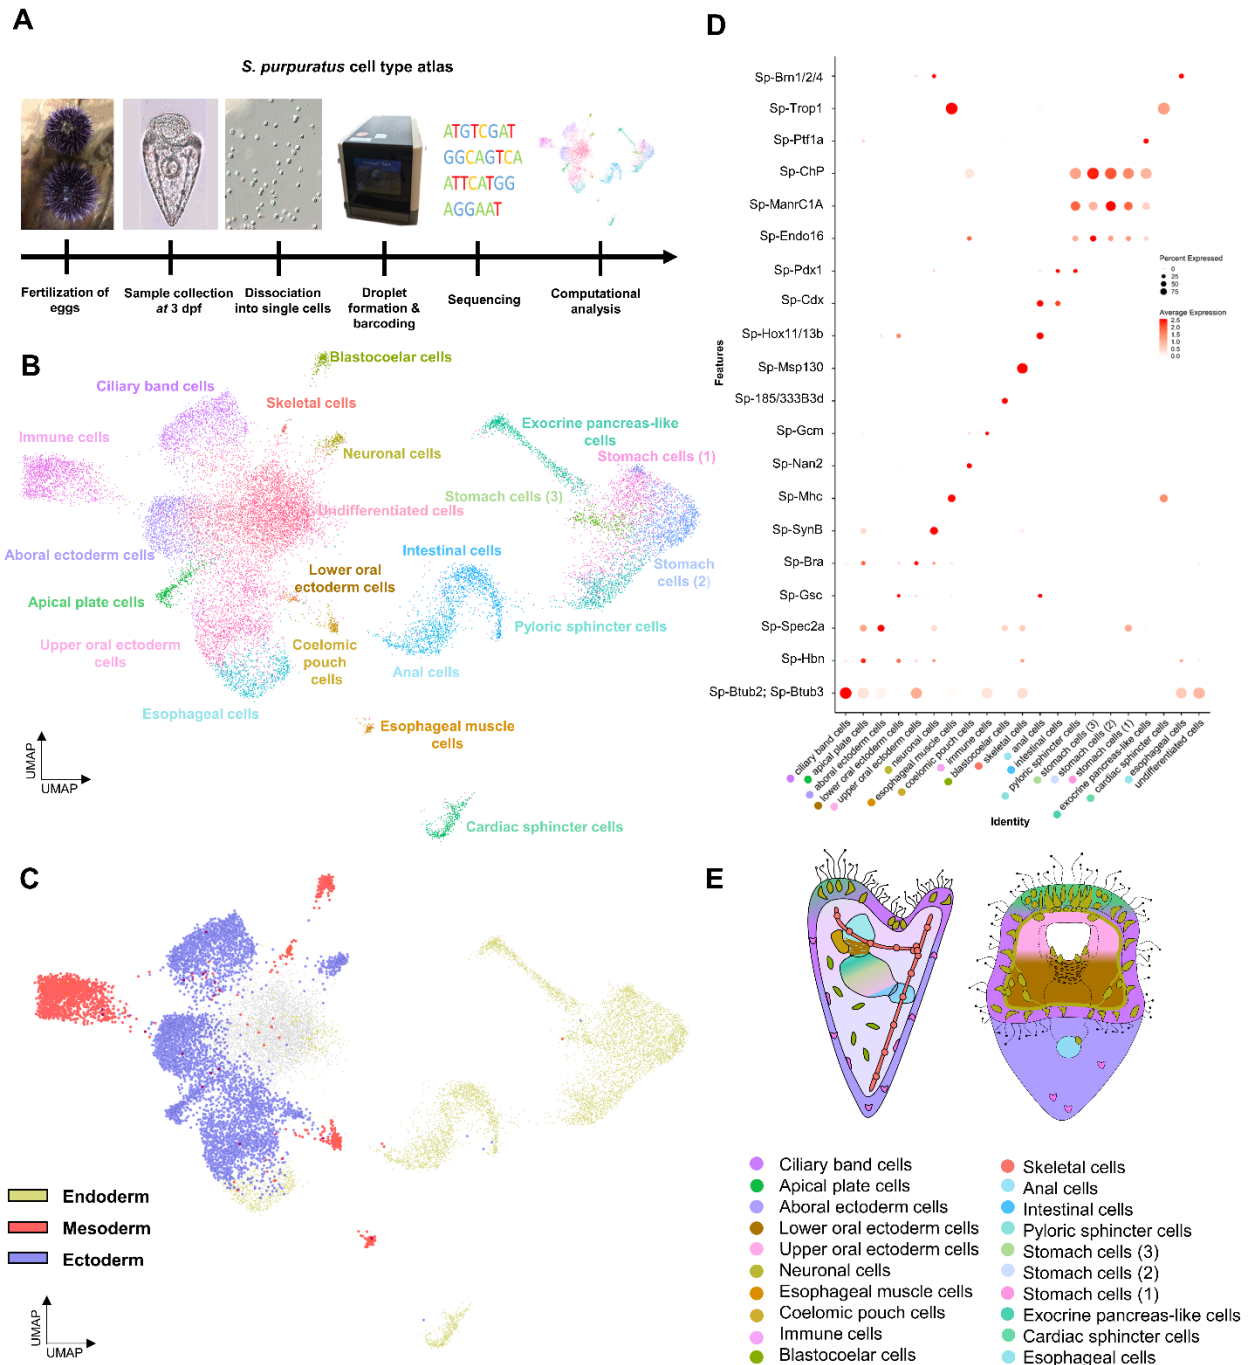 A
S. purpuratus cell type atlas
ATGTCGAT
GGCAGTCA
ATTCATGG
AGGAAT
Fertilization of
eggs
Sample collection
at 3 dpf
Dissociation
into single cells
Droplet
formation &
barcoding
Sequencing
Computational
analysis
B
Blastocoelar cells
Ciliary band cells
Skeletal cells
Immune cells
Neuronal cells
Exocrine pancreas-like
cells
Stomach cells (1)
Stomach cells (3)
Undifferentiated cells
Aboral ectoderm cells
Intestinal cells
Stomach
cells (2)
Lower oral
ectoderm cells
Apical plate cells
Pyloric sphincter cells
Upper oral ectoderm
cells
Coelomic
pouch
cells
Anal cells
Esophageal cells
Esophageal muscle
cells
Cardiac sphincter cells
UMAP
UMAP
C
Endoderm
Mesoderm
Ectoderm
UMAP
UMAP
D
Features
Sp-Brn1/2/4
Sp-Trop1
Sp-Ptf1a
Sp-ChP
Sp-ManrC1A
Sp-Endo16
Sp-Pdx1
Sp-Cdx
Sp-Hox11/13b
Sp-Msp130
Sp-185/333B3d
Sp-Gcm
Sp-Nan2
Sp-Mhc
Sp-SynB
Sp-Bra
Sp-Gsc
Sp-Spec2a
Sp-Hbn
Sp-Btub2; Sp-Btub3
Percent Expressed
0
25
50
75
Average Expression
2.5
2.0
1.5
1.0
0.5
0.0
ciliary band cells
apical plate cells
aboral ectoderm cells
lower oral ectoderm cells
upper oral ectoderm cells
neuronal cells
esophageal muscle cells
coelomic pouch cells
immune cells
blastocoelar cells
skeletal cells
anal cells
intestinal cells
pyloric sphincter cells
stomach cells (3)
stomach cells (2)
stomach cells (1)
exocrine pancreas-like cells
cardiac sphincter cells
esophageal cells
undifferentiated cells
Identity
E
Ciliary band cells
Apical plate cells
Aboral ectoderm cells
Lower oral ectoderm cells
Upper oral ectoderm cells
Neuronal cells
Esophageal muscle cells
Coelomic pouch cells
Immune cells
Blastocoelar cells
Skeletal cells
Anal cells
Intestinal cells
Pyloric sphincter cells
Stomach cells (3)
Stomach cells (2)
Stomach cells (1)
Exocrine pancreas-like cells
Cardiac sphincter cells
Esophageal cells